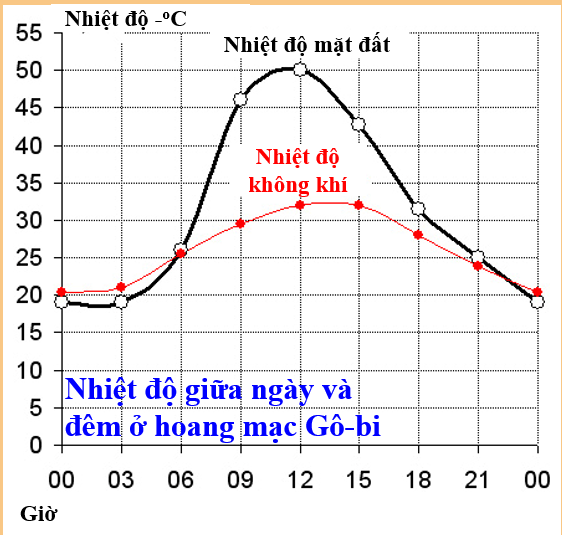 Nhiệt độ -ºC
55
50
45
40
35
30
25
20
15
10
5
0
Nhiệt độ mặt đất
Nhiệt độ
không khí
Nhiệt độ giữa ngày và
đêm ở hoang mạc Gô-bi
00 03 06 09 12 15 18 21 00
Giờ